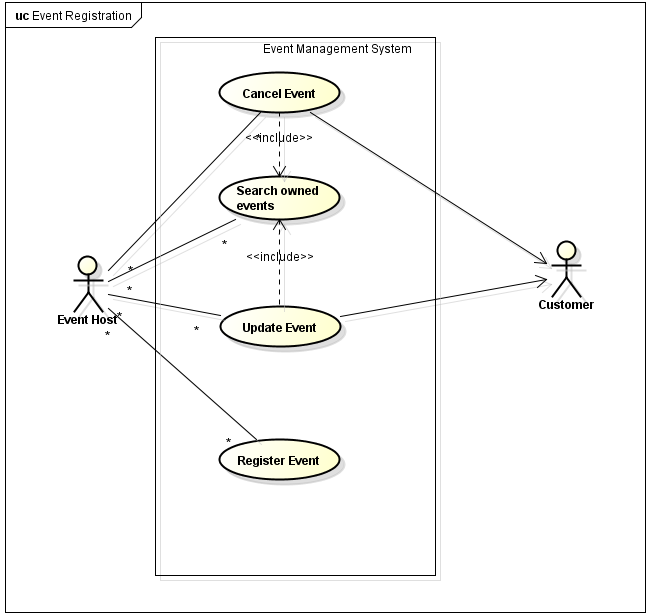 uc Event Registration
Event Management System
Cancel Event
*
<<include>>
Search owned
events
*
*
<<include>>
*
Event Host
*
*
*
Update Event
Customer
*
Register Event